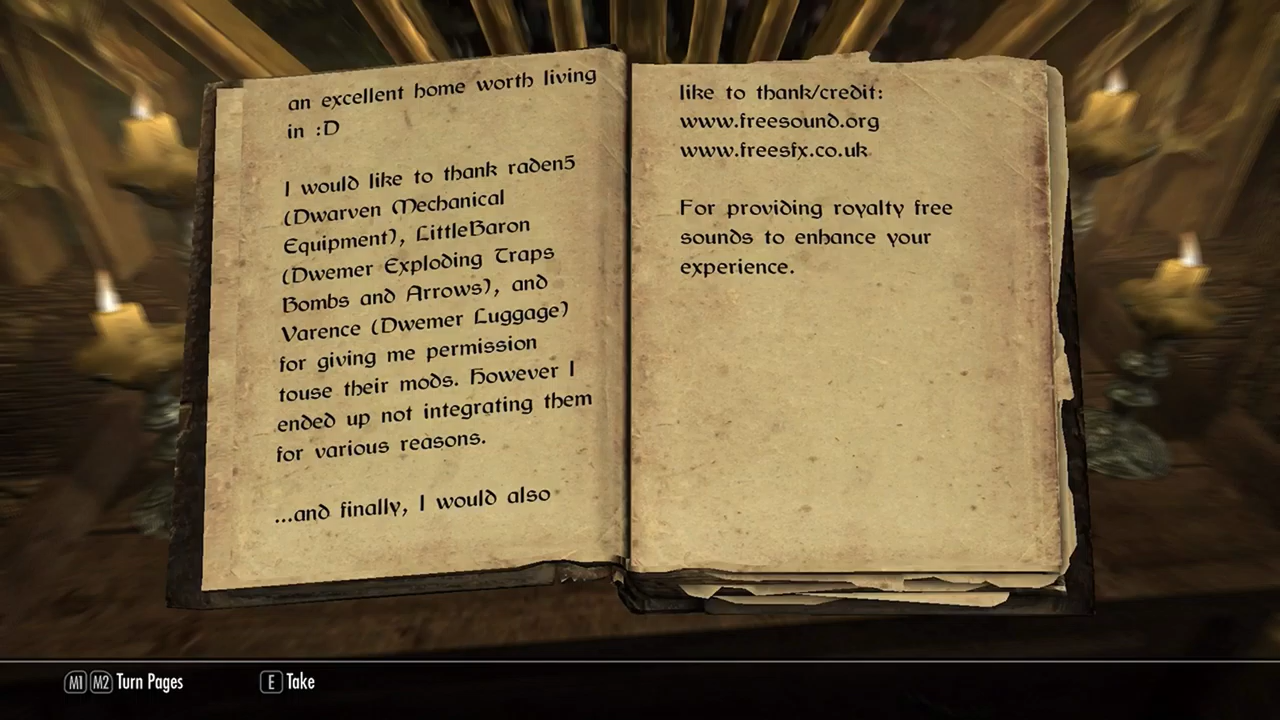 an excellent home worth living
in :D
I would like to thank raden5
(Dwarven Mechanical
Equipment), LittleBaron
(Dwemer Exploding Traps
Bombs and Arrows), and
Varence (Dwemer Luggage)
for giving me permission
touse their mods. However I
ended up not integrating them
for various reasons.
...and finally, I would also
like to thank/credit:
www.freesound.org
www.freesfx.co.uk
For providing royalty free
sounds to enhance your
experience.
M1 M2 Turn Pages
E Take